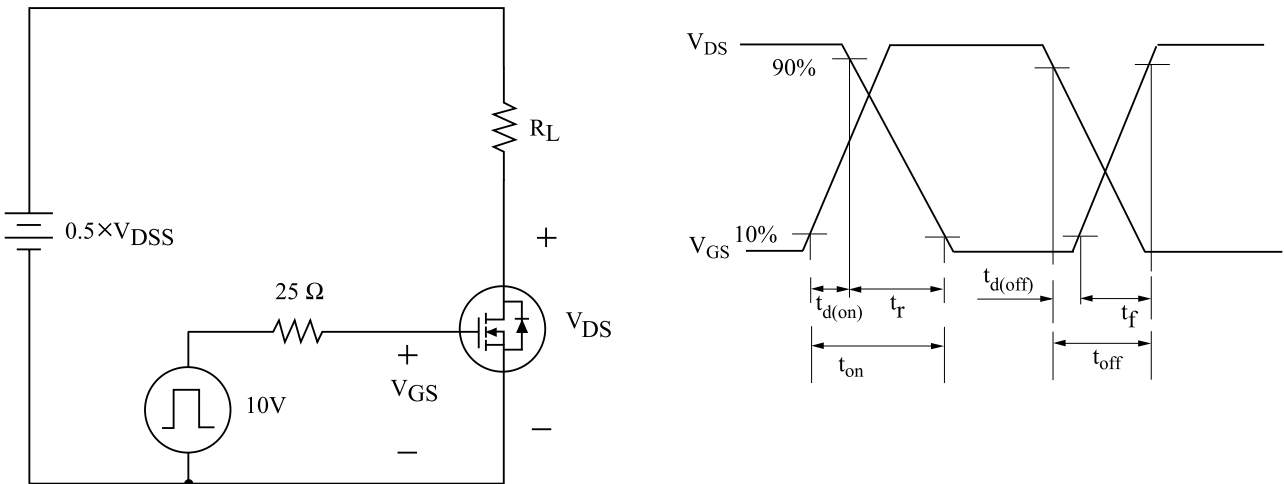 R_L
0.5×V_DSS
+
25 Ω
V_DS
+
V_GS
10V
−
−
V_DS
90%
V_GS
10%
t_d(on)
t_r
t_d(off)
t_f
t_on
t_off